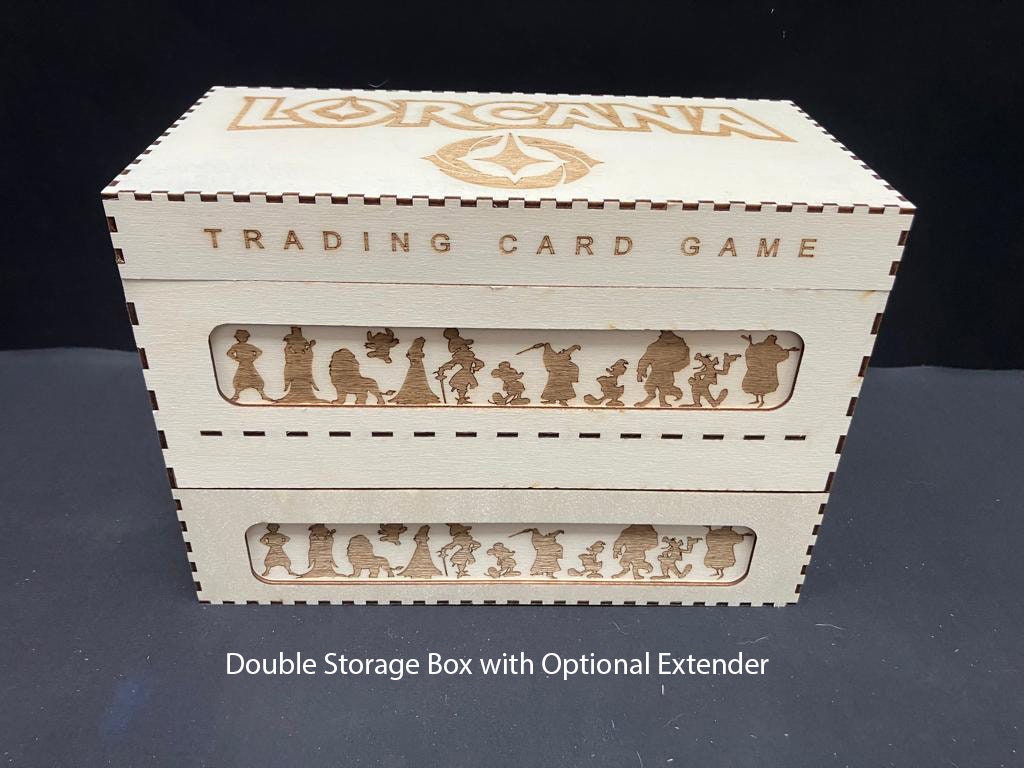 LORCANA
TRADING CARD GAME
Double Storage Box with Optional Extender